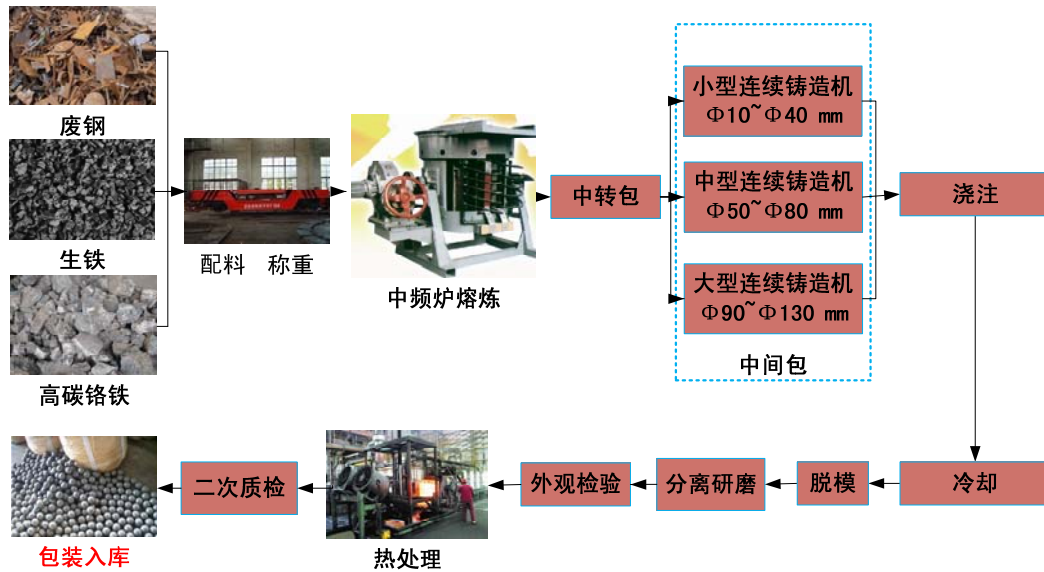 废钢
生铁
高碳铬铁
配料 称重
中频炉熔炼
中转包
小型连续铸造机
Φ10~Φ40 mm
中型连续铸造机
Φ50~Φ80 mm
大型连续铸造机
Φ90~Φ130 mm
中间包
浇注
冷却
脱模
分离研磨
外观检验
热处理
二次质检
包装入库